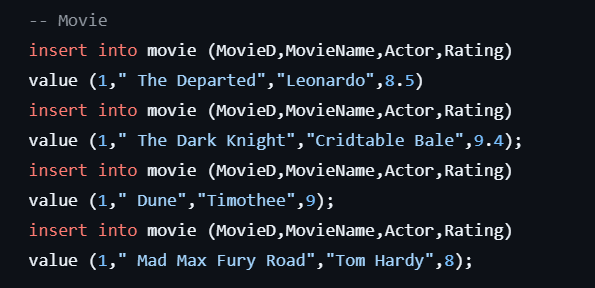 -- Movie
insert into movie (MovieD,MovieName,Actor,Rating)
value (1," The Departed","Leonardo",8.5)
insert into movie (MovieD,MovieName,Actor,Rating)
value (1," The Dark Knight","Cridtable Bale",9.4);
insert into movie (MovieD,MovieName,Actor,Rating)
value (1," Dune","Timothee",9);
insert into movie (MovieD,MovieName,Actor,Rating)
value (1," Mad Max Fury Road","Tom Hardy",8);